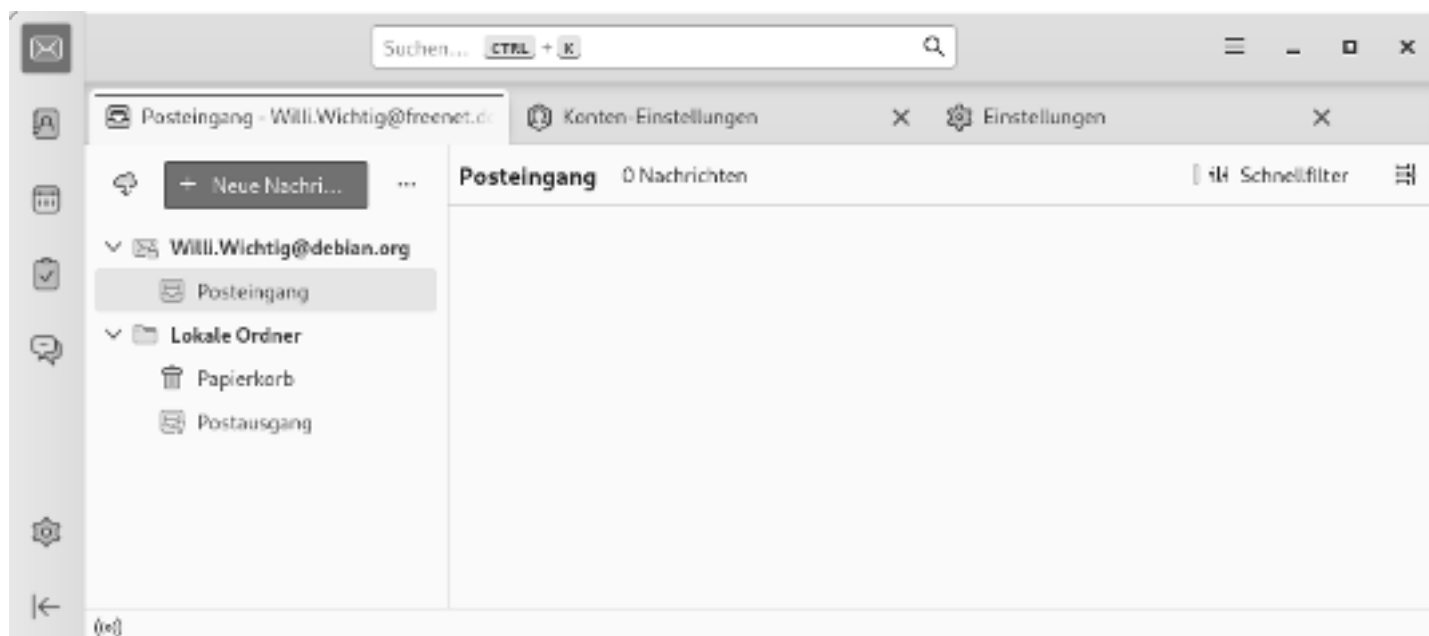 Suchen... CTRL + K
Posteingang - Willi.Wichtig@freenet.de Konten-Einstellungen Einstellungen
+ Neue Nachri... ... Posteingang 0 Nachrichten Schnellfilter
Willi.Wichtig@debian.org
Posteingang
Lokale Ordner
Papierkorb
Postausgang